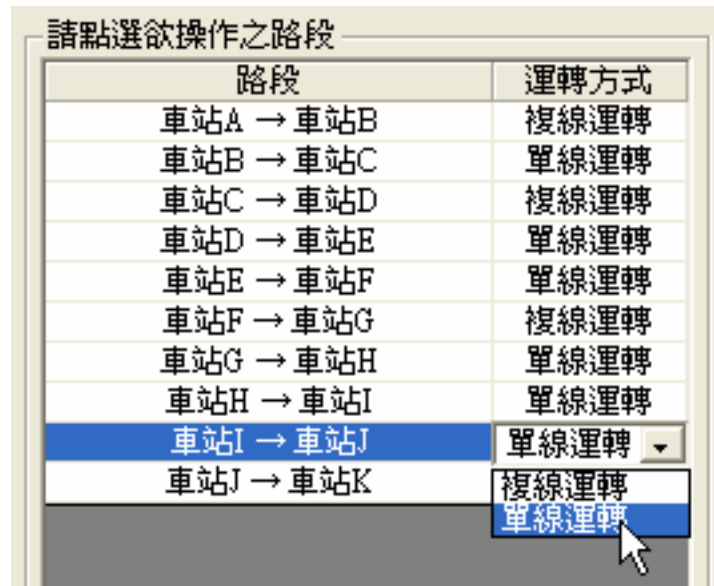 請點選欲操作之路段
路段 運轉方式
車站A → 車站B 複線運轉
車站B → 車站C 單線運轉
車站C → 車站D 複線運轉
車站D → 車站E 單線運轉
車站E → 車站F 單線運轉
車站F → 車站G 複線運轉
車站G → 車站H 單線運轉
車站H → 車站I 單線運轉
車站I → 車站J 單線運轉
車站J → 車站K 複線運轉
單線運轉